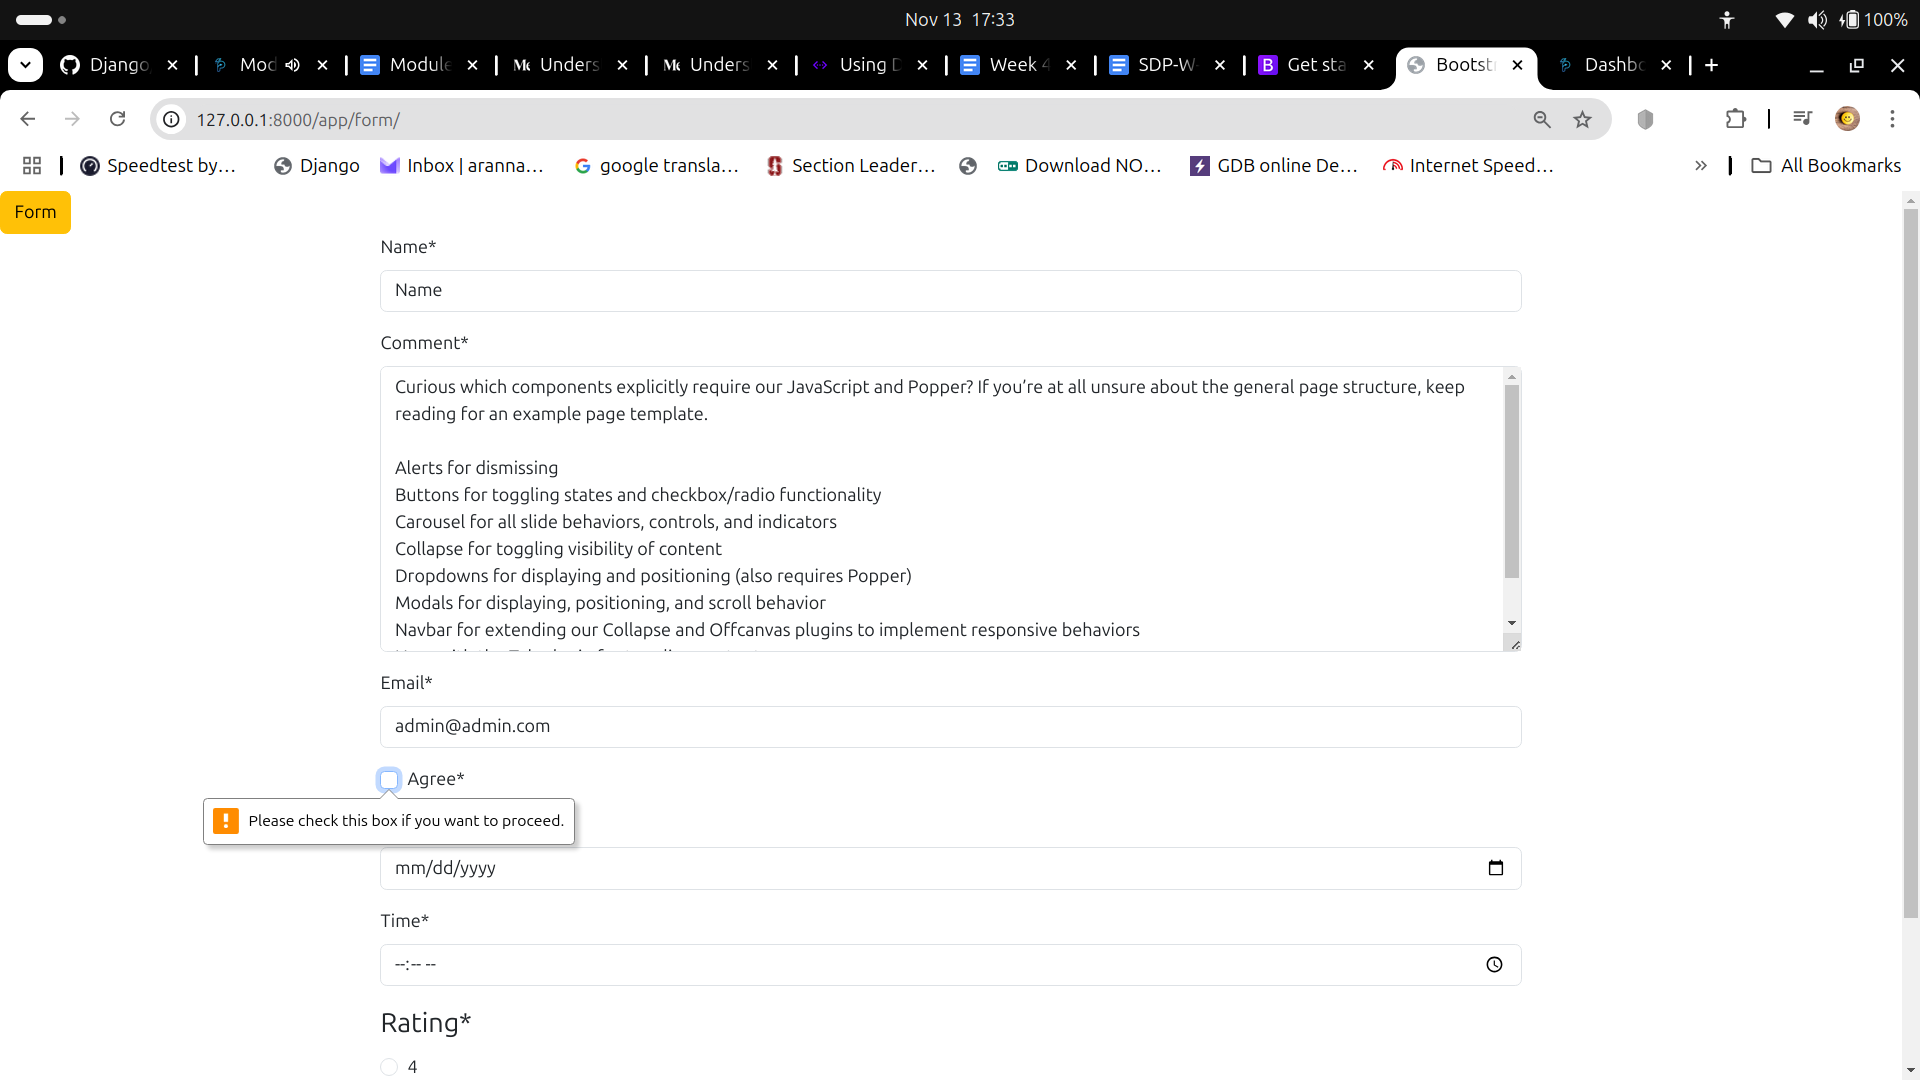 Nov 13 17:33
100%
Django
Mod
Module
Unders
Unders
Using D
Week 4
SDP-W-
Get sta
Bootst
Dashbo
127.0.0.1:8000/app/form/
Speedtest by...
Django
Inbox | aranna...
google transla...
Section Leader...
Download NO...
GDB online De...
Internet Speed...
All Bookmarks
Form
Name*
Name
Comment*
Curious which components explicitly require our JavaScript and Popper? If you’re at all unsure about the general page structure, keep
reading for an example page template.
Alerts for dismissing
Buttons for toggling states and checkbox/radio functionality
Carousel for all slide behaviors, controls, and indicators
Collapse for toggling visibility of content
Dropdowns for displaying and positioning (also requires Popper)
Modals for displaying, positioning, and scroll behavior
Navbar for extending our Collapse and Offcanvas plugins to implement responsive behaviors
Email*
admin@admin.com
Agree*
Please check this box if you want to proceed.
mm/dd/yyyy
Time*
--:-- --
Rating*
4